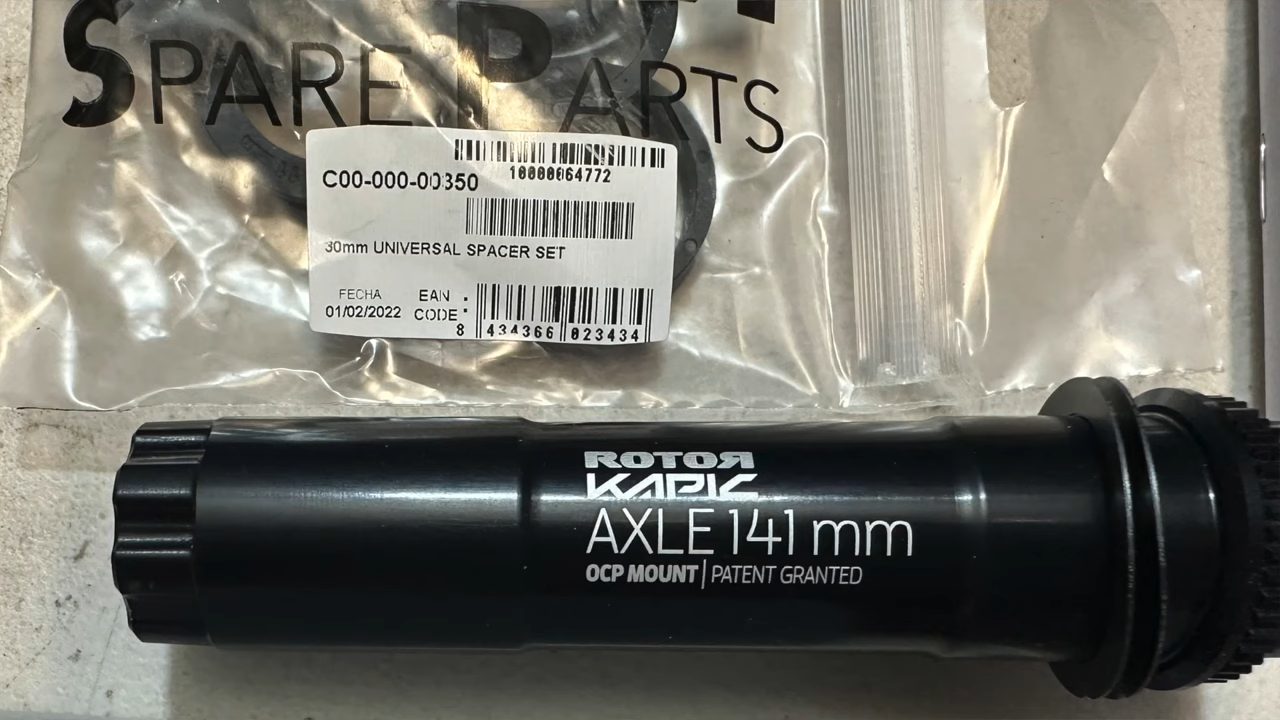 SPARE PARTS
C00-000-00350
10000064772
30mm UNIVERSAL SPACER SET
FECHA
01/02/2022
EAN :
CODE
8 434366 023434
ROTOR
KAPIC
AXLE 141 mm
OCP MOUNT | PATENT GRANTED